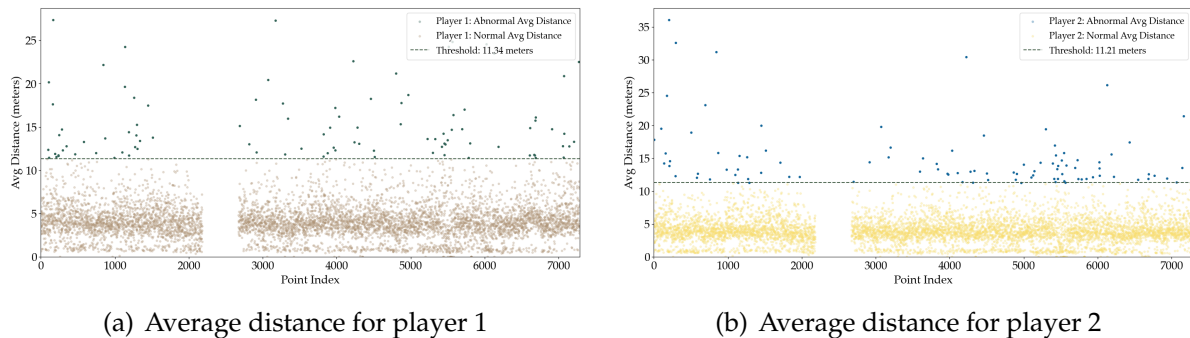 Player 1: Abnormal Avg Distance
Player 1: Normal Avg Distance
Threshold: 11.34 meters
Avg Distance (meters)
25
20
15
10
5
0
0 1000 2000 3000 4000 5000 6000 7000
Point Index
(a) Average distance for player 1
Player 2: Abnormal Avg Distance
Player 2: Normal Avg Distance
Threshold: 11.21 meters
Avg Distance (meters)
35
30
25
20
15
10
5
0
0 1000 2000 3000 4000 5000 6000 7000
Point Index
(b) Average distance for player 2